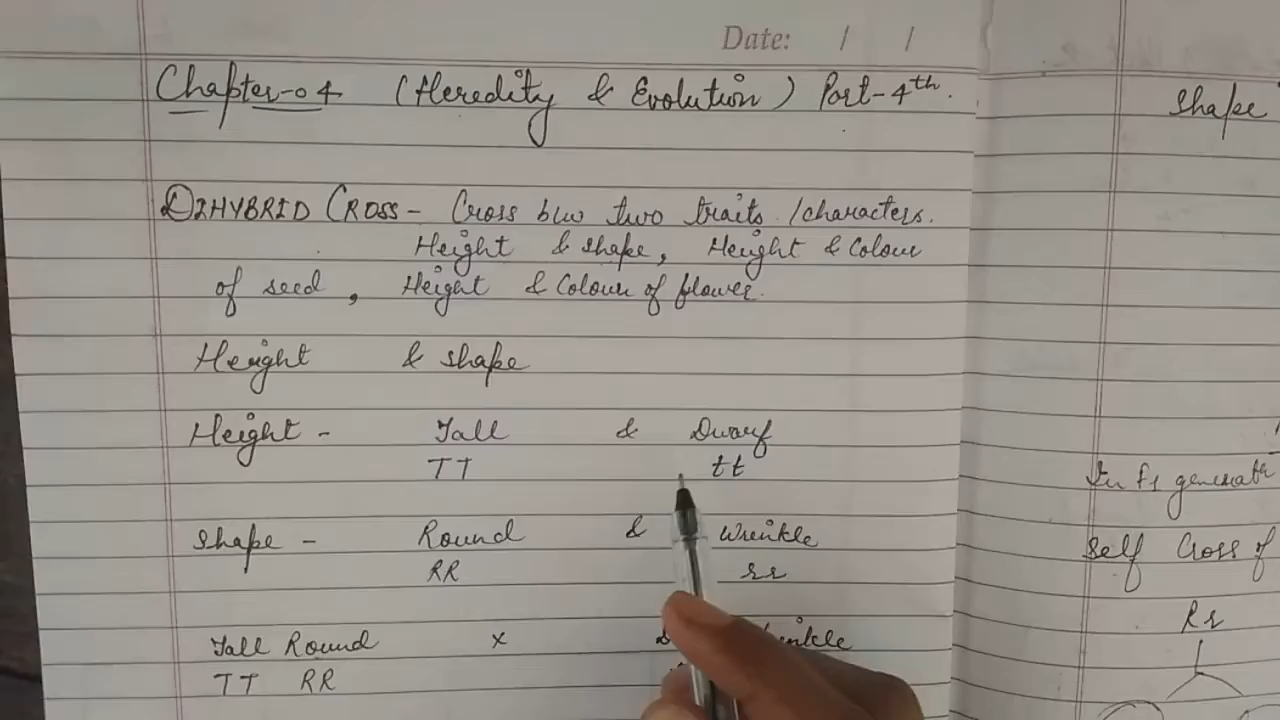 Date: / /
Chapter-04 (Heredity & Evolution) Part-4th.
Shape
DIHYBRID CROSS- Cross b/w two traits /characters.
Height & shape, Height & Colour
of seed, Height & Colour of flower.
Height & shape
Height - Tall & Dwarf
TT tt
In F1 generat
Shape - Round & Wrinkle
RR rr
Self Cross of
Rr
Tall Round x
TT RR